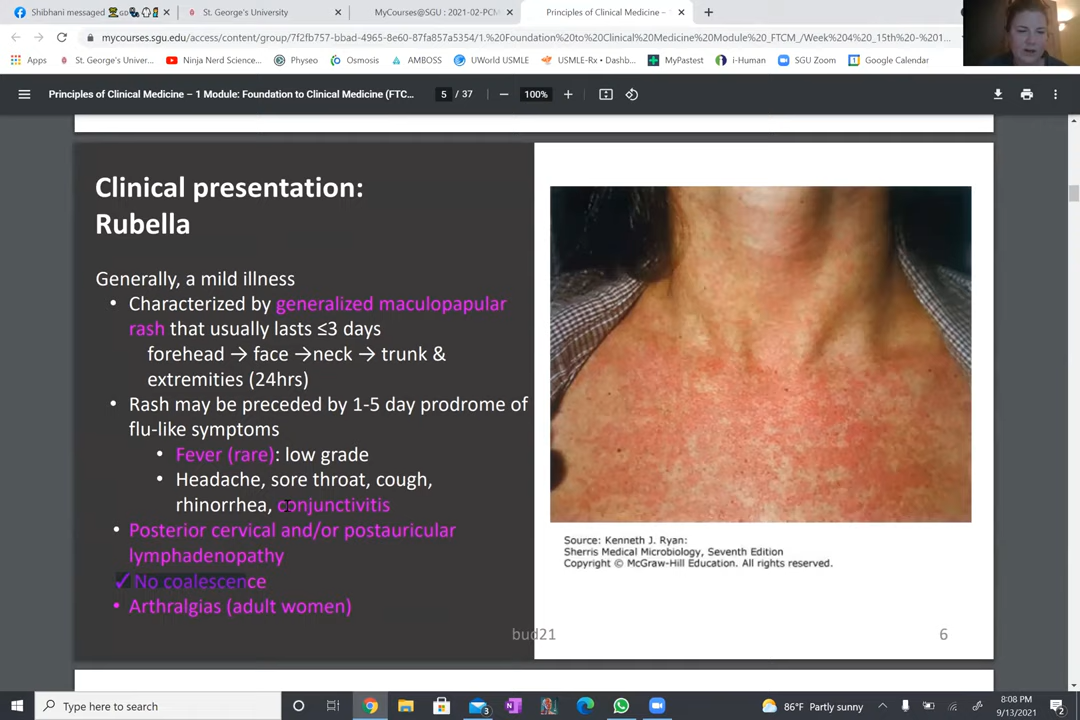 Shibhani messaged
St. George's University
MyCourses@SGU : 2021-02-PCM
Principles of Clinical Medicine –
mycourses.sgu.edu/access/content/group/7f2fb757-bbad-4965-8e60-87fa857a5354/1.%20Foundation%20to%20Clinical%20Medicine%20Module%20_FTCM_/Week%204%20_15th%20-%201...
Apps
St. George's Univer...
Ninja Nerd Science...
Physeo
Osmosis
AMBOSS
UWorld USMLE
USMLE-Rx • Dashb...
MyPastest
i-Human
SGU Zoom
Google Calendar
Principles of Clinical Medicine – 1 Module: Foundation to Clinical Medicine (FTC...
5 / 37
100%
Clinical presentation:
Rubella
Generally, a mild illness
• Characterized by generalized maculopapular
rash that usually lasts ≤3 days
forehead → face →neck → trunk &
extremities (24hrs)
• Rash may be preceded by 1-5 day prodrome of
flu-like symptoms
• Fever (rare): low grade
• Headache, sore throat, cough,
rhinorrhea, conjunctivitis
• Posterior cervical and/or postauricular
lymphadenopathy
✓ No coalescence
• Arthralgias (adult women)
Source: Kenneth J. Ryan:
Sherris Medical Microbiology, Seventh Edition
Copyright © McGraw-Hill Education. All rights reserved.
bud21
6
Type here to search
3
86°F Partly sunny
8:08 PM
9/13/2021
2